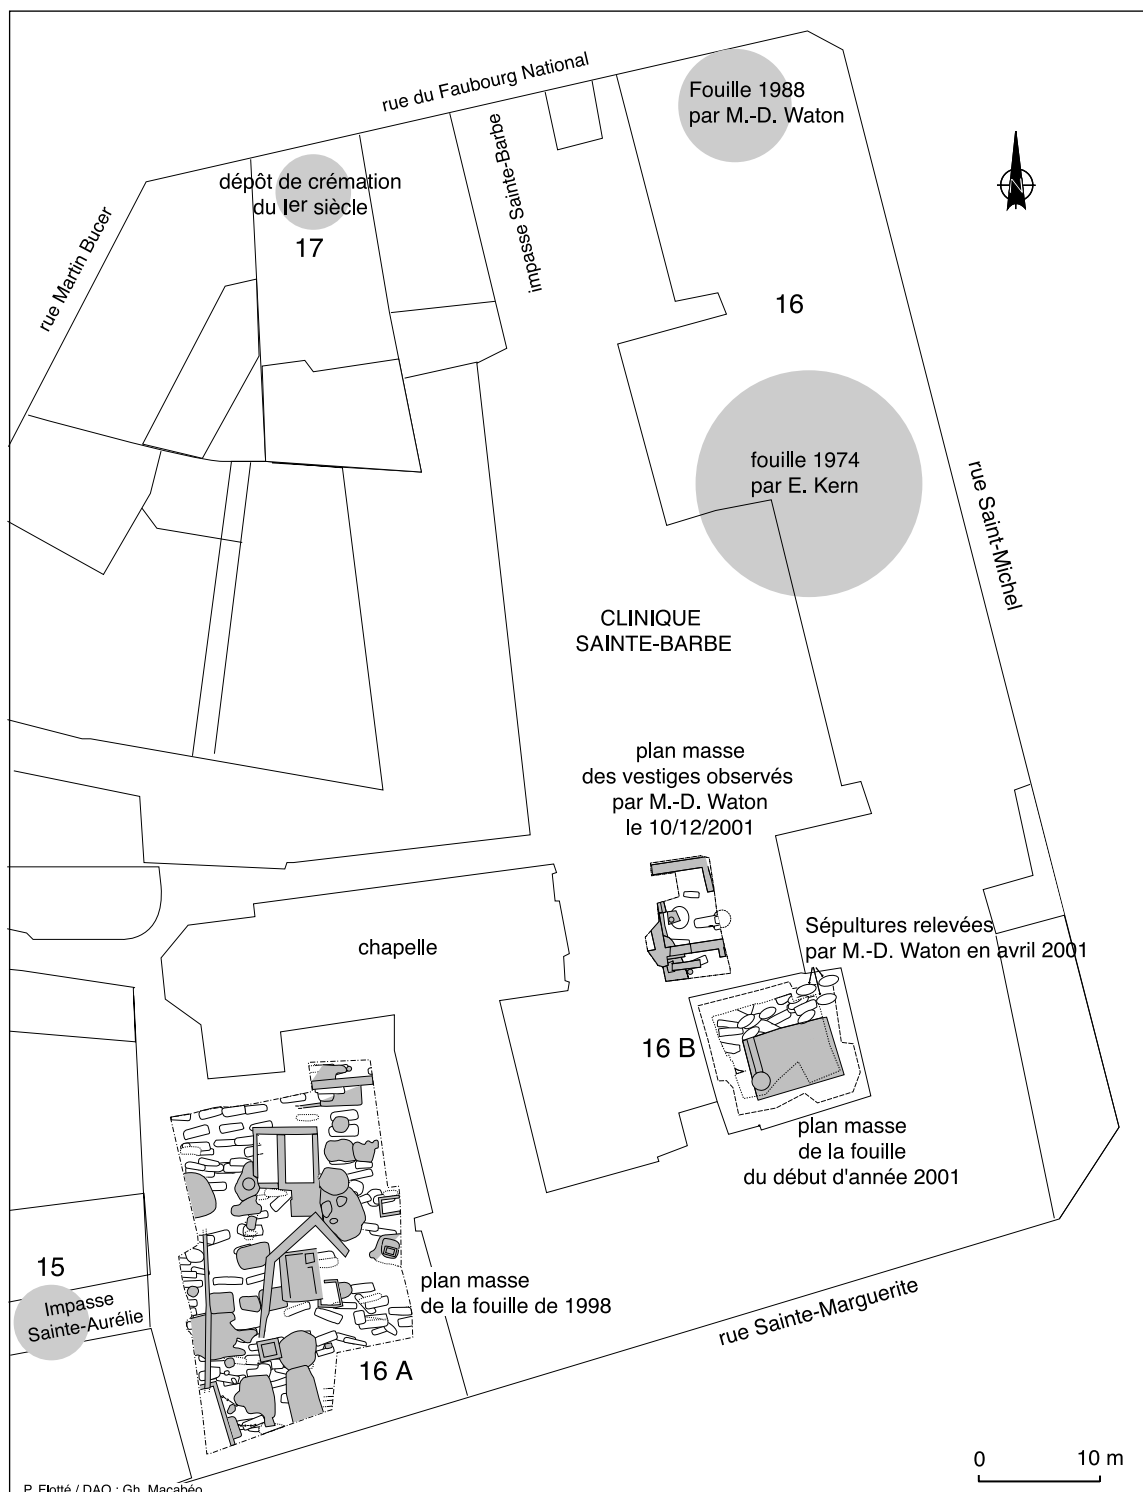 rue du Faubourg National
Fouille 1988
par M.-D. Waton
impasse Sainte-Barbe
dépôt de crémation
du Ier siècle
17
rue Martin Bucer
N
16
fouille 1974
par E. Kern
rue Saint-Michel
CLINIQUE
SAINTE-BARBE
plan masse
des vestiges observés
par M.-D. Waton
le 10/12/2001
chapelle
Sépultures relevées
par M.-D. Waton en avril 2001
16 B
plan masse
de la fouille
du début d'année 2001
15
Impasse
Sainte-Aurélie
plan masse
de la fouille de 1998
16 A
rue Sainte-Marguerite
0 10 m
P. Flotté / DAO : Gh. Macabéo